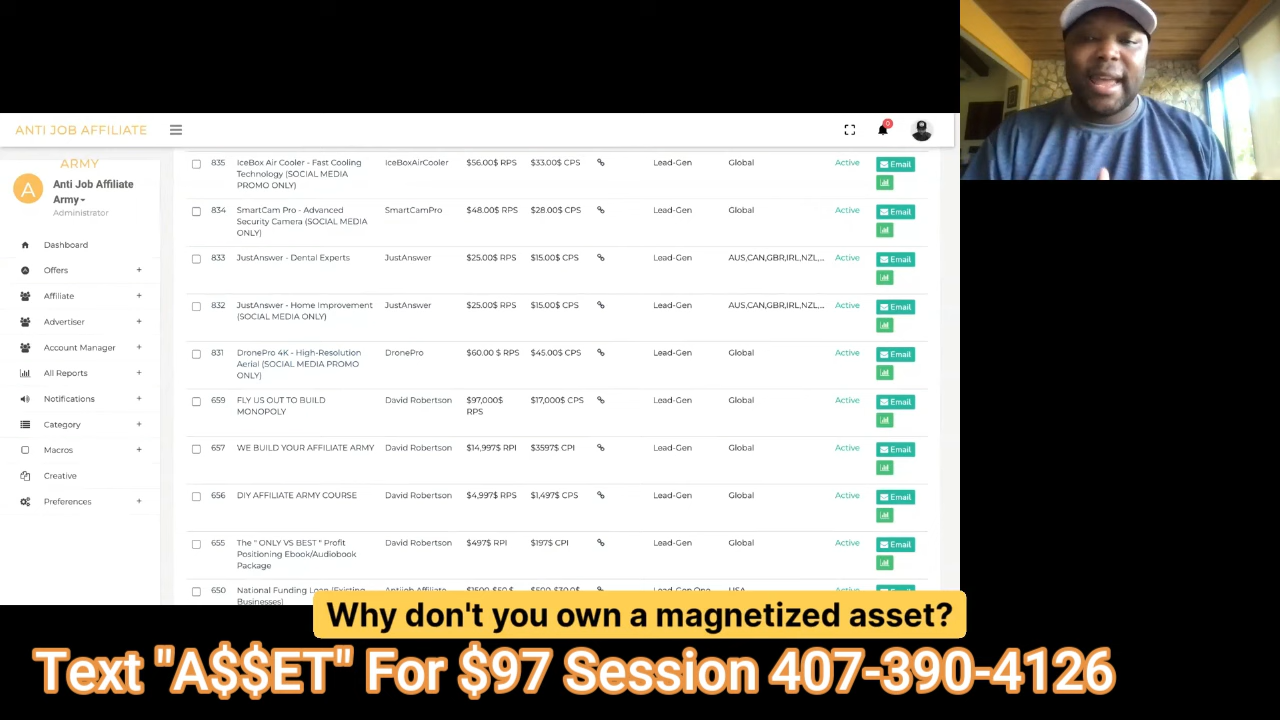 ANTI JOB AFFILIATE
ARMY
0
A
Anti Job Affiliate
Army
Administrator
Dashboard
Offers +
Affiliate +
Advertiser +
Account Manager +
All Reports +
Notifications +
Category +
Macros +
Creative
Preferences +
835 IceBox Air Cooler - Fast Cooling IceBoxAirCooler $56.00$ RPS $33.00$ CPS Lead-Gen Global Active Email
Technology (SOCIAL MEDIA
PROMO ONLY)
834 SmartCam Pro - Advanced SmartCamPro $48.00$ RPS $28.00$ CPS Lead-Gen Global Active Email
Security Camera (SOCIAL MEDIA
ONLY)
833 JustAnswer - Dental Experts JustAnswer $25.00$ RPS $15.00$ CPS Lead-Gen AUS,CAN,GBR,IRL,NZL,... Active Email
832 JustAnswer - Home Improvement JustAnswer $25.00$ RPS $15.00$ CPS Lead-Gen AUS,CAN,GBR,IRL,NZL,... Active Email
(SOCIAL MEDIA ONLY)
831 DronePro 4K - High-Resolution DronePro $60.00 $ RPS $45.00$ CPS Lead-Gen Global Active Email
Aerial (SOCIAL MEDIA PROMO
ONLY)
659 FLY US OUT TO BUILD David Robertson $97,000$ $17,000$ CPS Lead-Gen Global Active Email
MONOPOLY RPS
657 WE BUILD YOUR AFFILIATE ARMY David Robertson $14,997$ RPI $3597$ CPI Lead-Gen Global Active Email
656 DIY AFFILIATE ARMY COURSE David Robertson $4,997$ RPS $1,497$ CPS Lead-Gen Global Active Email
655 The " ONLY VS BEST " Profit David Robertson $497$ RPI $197$ CPI Lead-Gen Global Active Email
Positioning Ebook/Audiobook
Package
650 National Funding Loan (Existing Antijob Affiliate USA Active
Businesses)
Why don't you own a magnetized asset?
Text "A$$ET" For $97 Session 407-390-4126